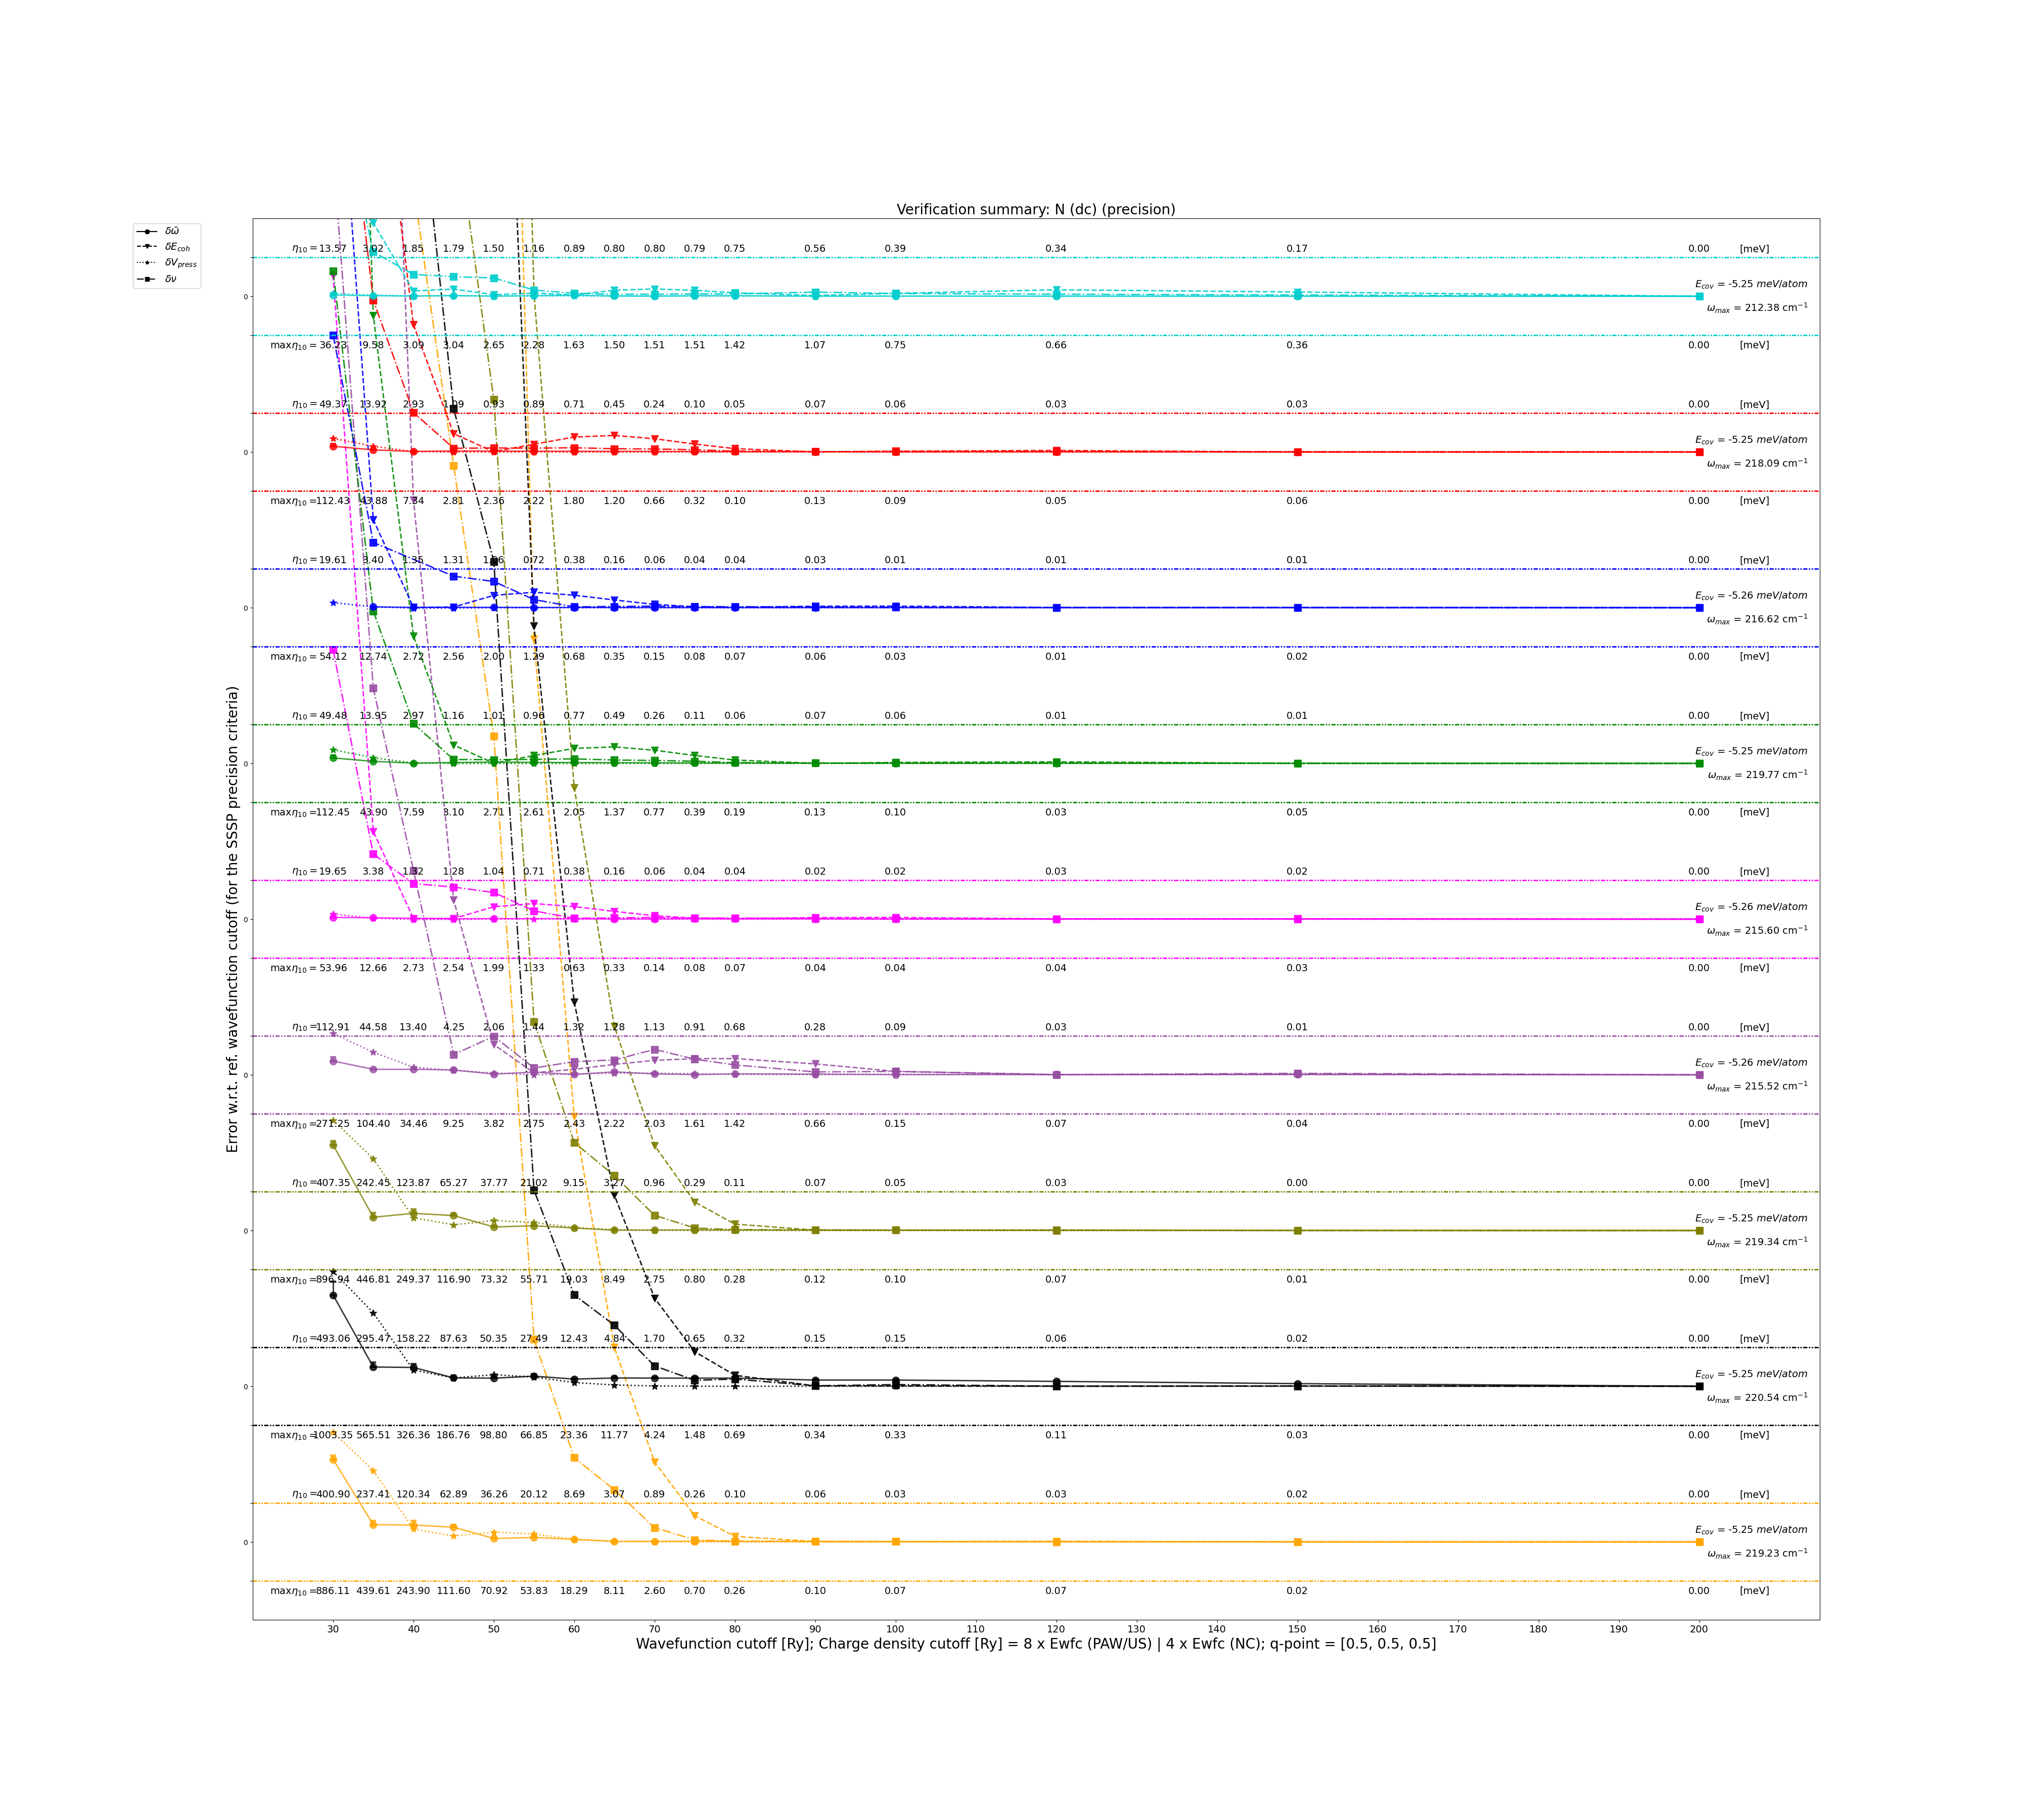 Verification summary: N (dc) (precision)
δω̄
δE_coh
δV_press
δν
Error w.r.t. ref. wavefunction cutoff (for the SSSP precision criteria)
η₁₀ = 13.57 3.02 1.85 1.79 1.50 1.16 0.89 0.80 0.80 0.79 0.75 0.56 0.39 0.34 0.17 0.00 [meV]
E_cov = -5.25 meV/atom
0
ω_max = 212.38 cm⁻¹
maxη₁₀ = 36.23 9.58 3.09 3.04 2.65 2.28 1.63 1.50 1.51 1.51 1.42 1.07 0.75 0.66 0.36 0.00 [meV]
η₁₀ = 49.37 13.92 2.93 1.09 0.93 0.89 0.71 0.45 0.24 0.10 0.05 0.07 0.06 0.03 0.03 0.00 [meV]
E_cov = -5.25 meV/atom
0
ω_max = 218.09 cm⁻¹
maxη₁₀ = 112.43 43.88 7.34 2.81 2.36 2.22 1.80 1.20 0.66 0.32 0.10 0.13 0.09 0.05 0.06 0.00 [meV]
η₁₀ = 19.61 3.40 1.35 1.31 1.06 0.72 0.38 0.16 0.06 0.04 0.04 0.03 0.01 0.01 0.01 0.00 [meV]
E_cov = -5.26 meV/atom
0
ω_max = 216.62 cm⁻¹
maxη₁₀ = 54.12 12.74 2.72 2.56 2.00 1.29 0.68 0.35 0.15 0.08 0.07 0.06 0.03 0.01 0.02 0.00 [meV]
η₁₀ = 49.48 13.95 2.97 1.16 1.01 0.96 0.77 0.49 0.26 0.11 0.06 0.07 0.06 0.01 0.01 0.00 [meV]
E_cov = -5.25 meV/atom
0
ω_max = 219.77 cm⁻¹
maxη₁₀ = 112.45 43.90 7.59 3.10 2.71 2.61 2.05 1.37 0.77 0.39 0.19 0.13 0.10 0.03 0.05 0.00 [meV]
η₁₀ = 19.65 3.38 1.32 1.28 1.04 0.71 0.38 0.16 0.06 0.04 0.04 0.02 0.02 0.03 0.02 0.00 [meV]
E_cov = -5.26 meV/atom
0
ω_max = 215.60 cm⁻¹
maxη₁₀ = 53.96 12.66 2.73 2.54 1.99 1.33 0.63 0.33 0.14 0.08 0.07 0.04 0.04 0.04 0.03 0.00 [meV]
η₁₀ = 112.91 44.58 13.40 4.25 2.06 1.44 1.32 1.28 1.13 0.91 0.68 0.28 0.09 0.03 0.01 0.00 [meV]
E_cov = -5.26 meV/atom
0
ω_max = 215.52 cm⁻¹
maxη₁₀ = 271.25 104.40 34.46 9.25 3.82 2.75 2.43 2.22 2.03 1.61 1.42 0.66 0.15 0.07 0.04 0.00 [meV]
η₁₀ = 407.35 242.45 123.87 65.27 37.77 21.02 9.15 3.27 0.96 0.29 0.11 0.07 0.05 0.03 0.00 0.00 [meV]
E_cov = -5.25 meV/atom
0
ω_max = 219.34 cm⁻¹
maxη₁₀ = 896.94 446.81 249.37 116.90 73.32 55.71 19.03 8.49 2.75 0.80 0.28 0.12 0.10 0.07 0.01 0.00 [meV]
η₁₀ = 493.06 295.47 158.22 87.63 50.35 27.49 12.43 4.84 1.70 0.65 0.32 0.15 0.15 0.06 0.02 0.00 [meV]
E_cov = -5.25 meV/atom
0
ω_max = 220.54 cm⁻¹
maxη₁₀ = 1003.35 565.51 326.36 186.76 98.80 66.85 23.36 11.77 4.24 1.48 0.69 0.34 0.33 0.11 0.03 0.00 [meV]
η₁₀ = 400.90 237.41 120.34 62.89 36.26 20.12 8.69 3.07 0.89 0.26 0.10 0.06 0.03 0.03 0.02 0.00 [meV]
E_cov = -5.25 meV/atom
0
ω_max = 219.23 cm⁻¹
maxη₁₀ = 886.11 439.61 243.90 111.60 70.92 53.83 18.29 8.11 2.60 0.70 0.26 0.10 0.07 0.07 0.02 0.00 [meV]
30 40 50 60 70 80 90 100 110 120 130 140 150 160 170 180 190 200
Wavefunction cutoff [Ry]; Charge density cutoff [Ry] = 8 x Ewfc (PAW/US) | 4 x Ewfc (NC); q-point = [0.5, 0.5, 0.5]